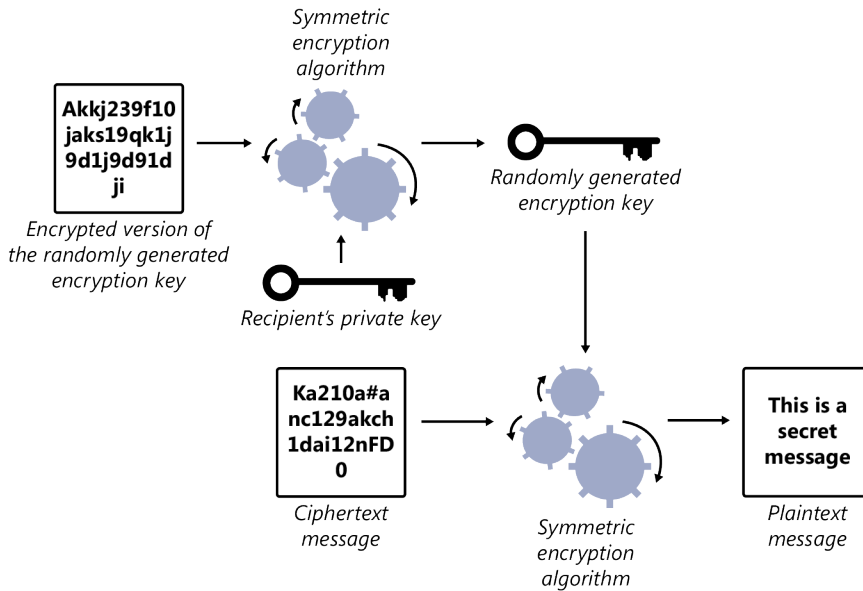 Symmetric
encryption
algorithm
Akkj239f10
jaks19qk1j
9d1j9d91d
ji
Encrypted version of
the randomly generated
encryption key
Randomly generated
encryption key
Recipient's private key
Ka210a#a
nc129akch
1dai12nFD
0
Ciphertext
message
Symmetric
encryption
algorithm
This is a
secret
message
Plaintext
message